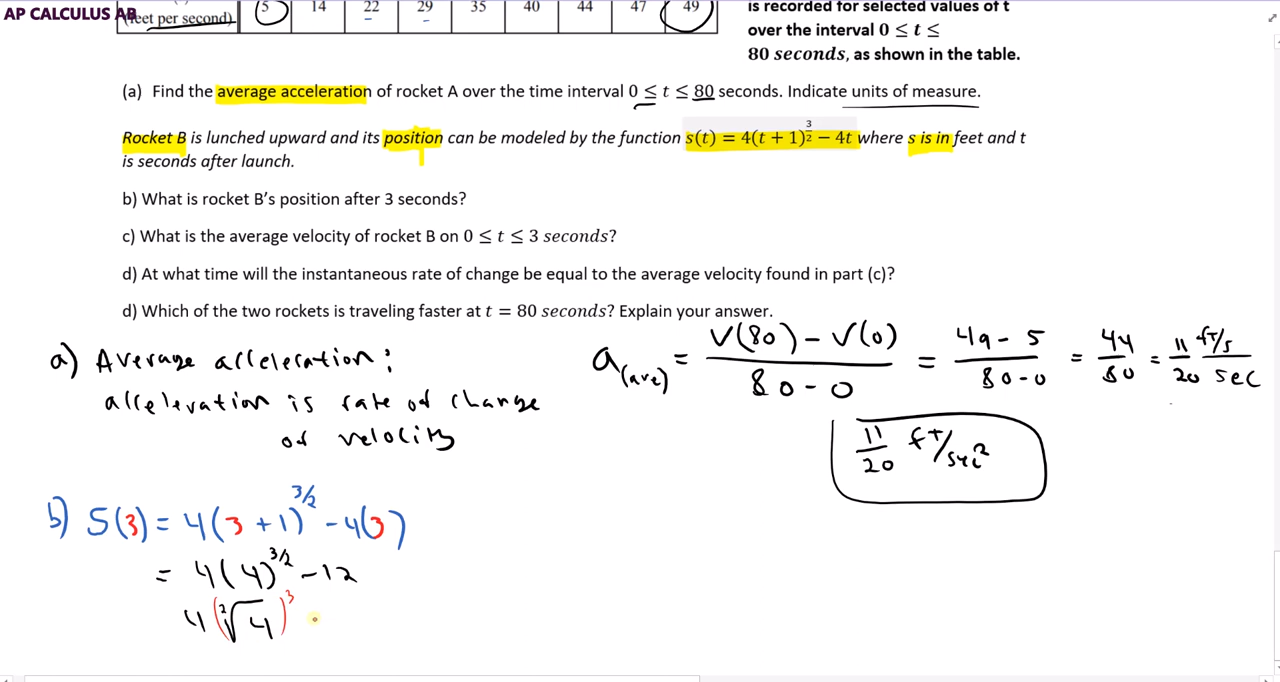 AP CALCULUS AB
(feet per second) 5 14 22 29 35 40 44 47 49
is recorded for selected values of t
over the interval 0 ≤ t ≤
80 seconds, as shown in the table.
(a) Find the average acceleration of rocket A over the time interval 0 ≤ t ≤ 80 seconds. Indicate units of measure.
Rocket B is lunched upward and its position can be modeled by the function s(t) = 4(t + 1)^(3/2) − 4t where s is in feet and t
is seconds after launch.
b) What is rocket B's position after 3 seconds?
c) What is the average velocity of rocket B on 0 ≤ t ≤ 3 seconds?
d) At what time will the instantaneous rate of change be equal to the average velocity found in part (c)?
d) Which of the two rockets is traveling faster at t = 80 seconds? Explain your answer.
a) Average acceleration:
acceleration is rate of change
of velocity
a(ave) = (V(80) - V(0))/(80-0) = (49-5)/(80-0) = 44/80 = 11/20 ft/s/sec
11/20 ft/sec²
b) S(3) = 4(3+1)^(3/2) - 4(3)
= 4(4)^(3/2) - 12
4(²√4)³